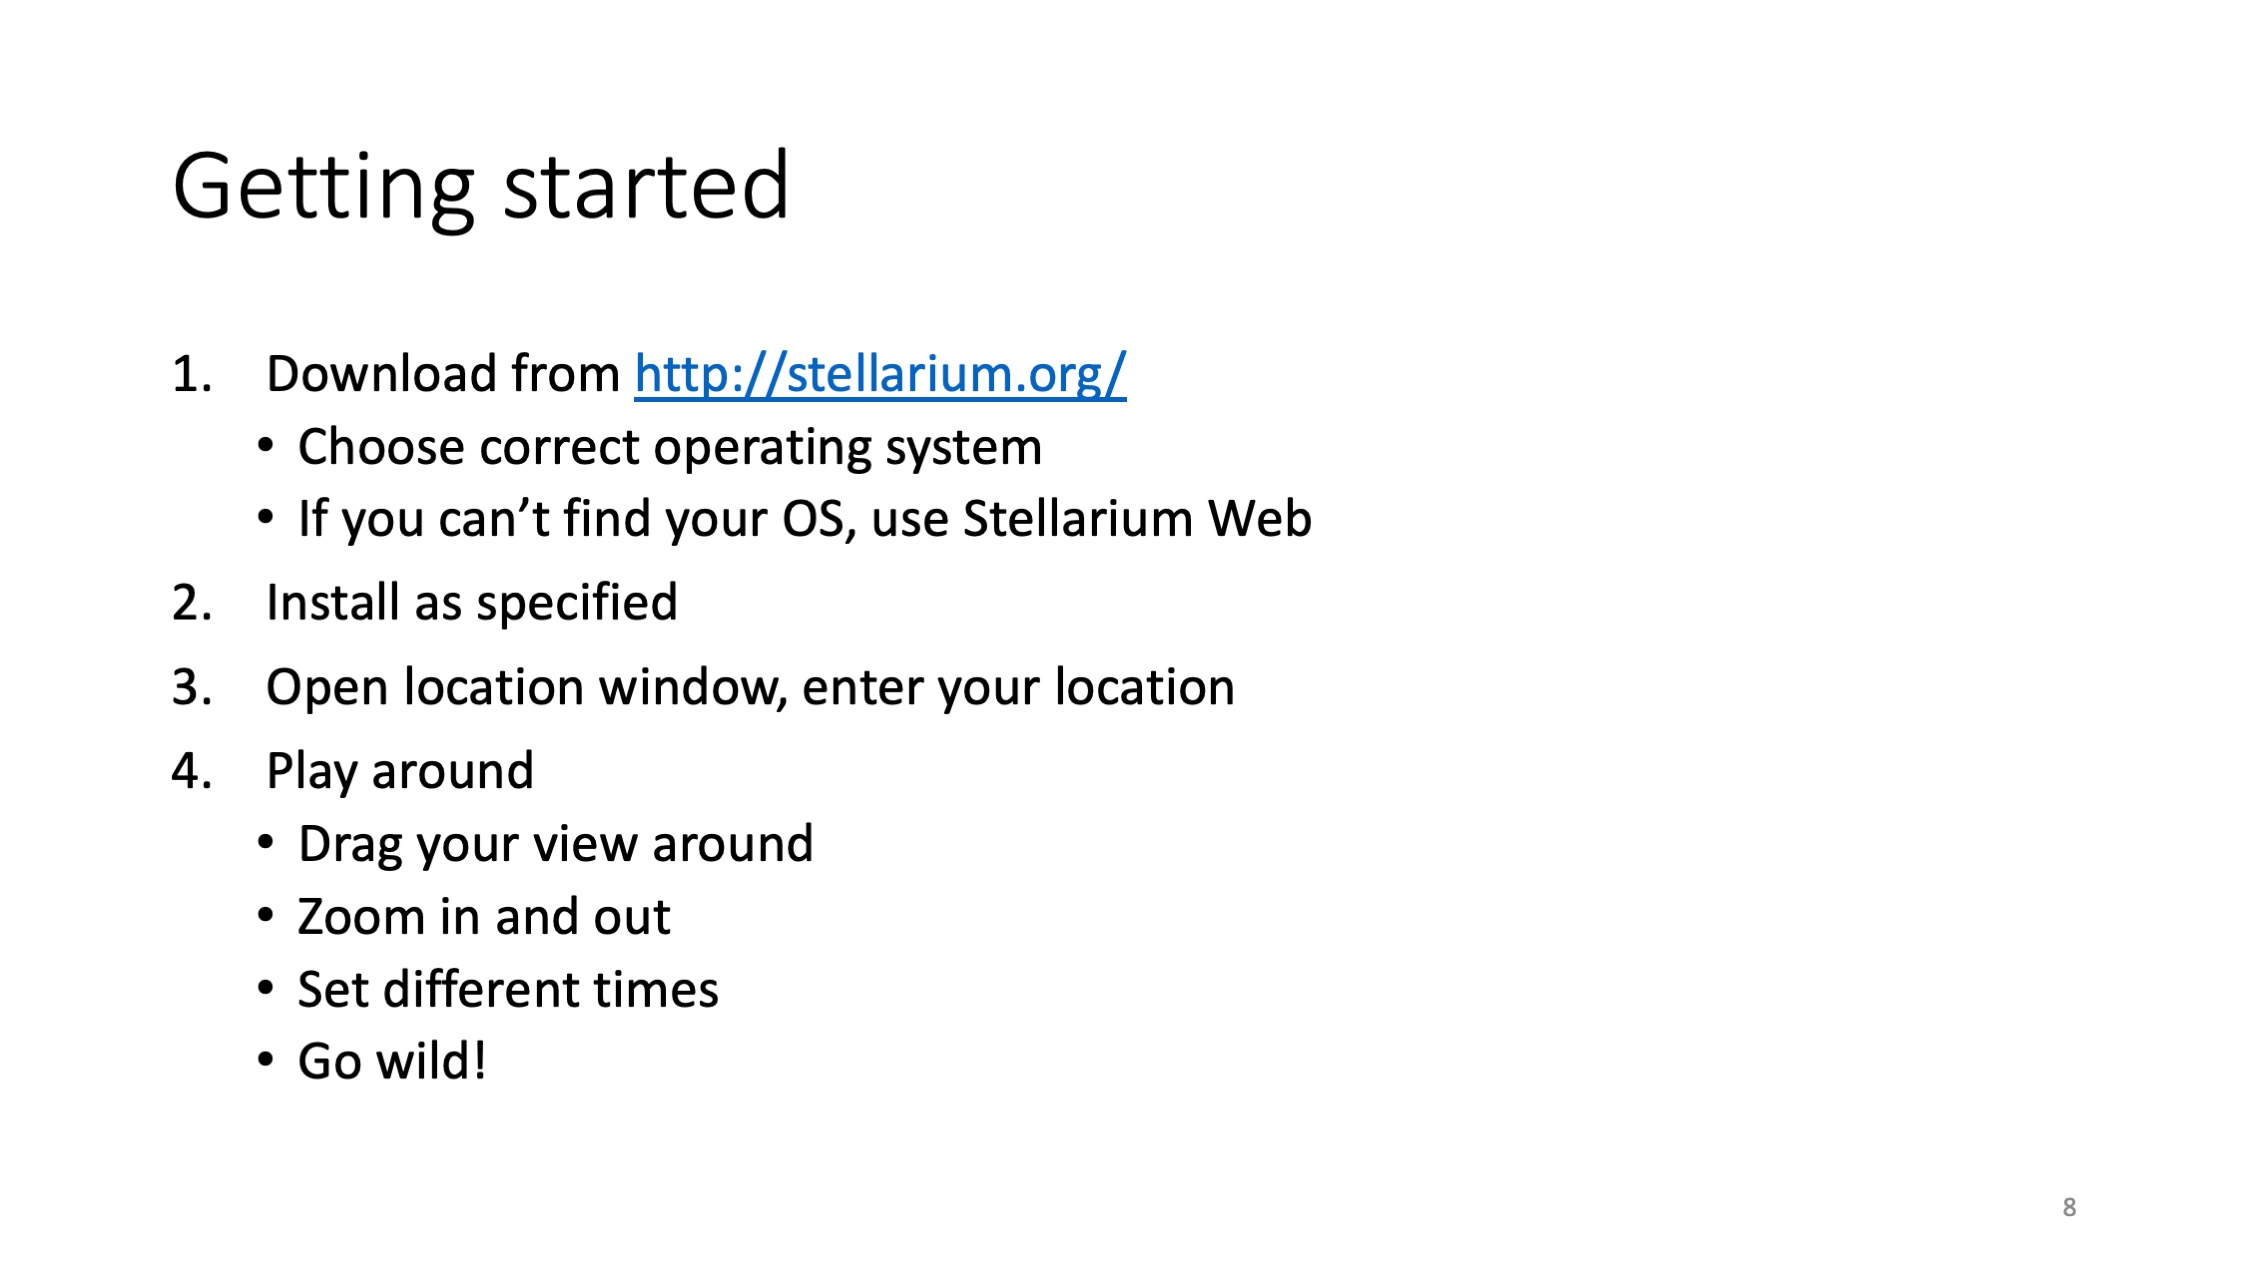 Getting started
1. Download from http://stellarium.org/
• Choose correct operating system
• If you can’t find your OS, use Stellarium Web
2. Install as specified
3. Open location window, enter your location
4. Play around
• Drag your view around
• Zoom in and out
• Set different times
• Go wild!
8